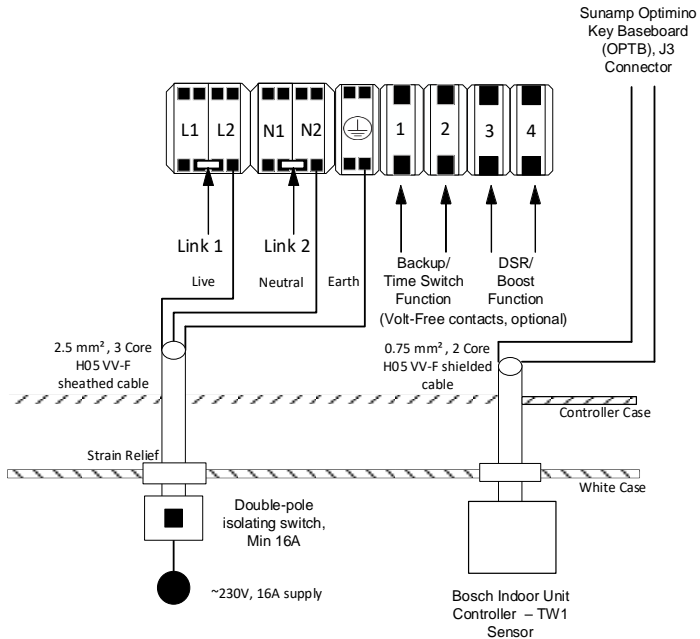 Sunamp Optimino
Key Baseboard
(OPTB), J3
Connector
L1 L2 N1 N2 1 2 3 4
Link 1 Link 2
Live Neutral Earth
Backup/
Time Switch
Function
DSR/
Boost
Function
(Volt-Free contacts, optional)
2.5 mm², 3 Core
H05 VV-F
sheathed cable
0.75 mm², 2 Core
H05 VV-F shielded
cable
Controller Case
Strain Relief
White Case
Double-pole
isolating switch,
Min 16A
~230V, 16A supply
Bosch Indoor Unit
Controller – TW1
Sensor